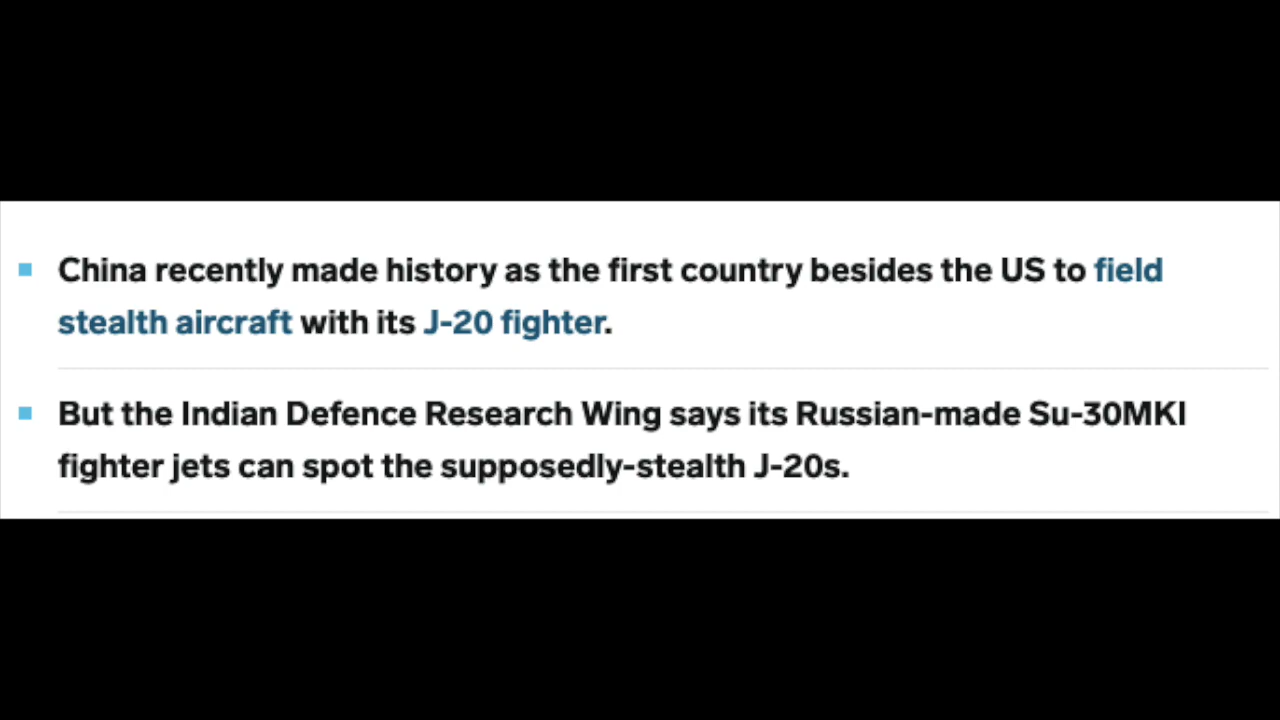 China recently made history as the first country besides the US to field
stealth aircraft with its J-20 fighter.
But the Indian Defence Research Wing says its Russian-made Su-30MKI
fighter jets can spot the supposedly-stealth J-20s.